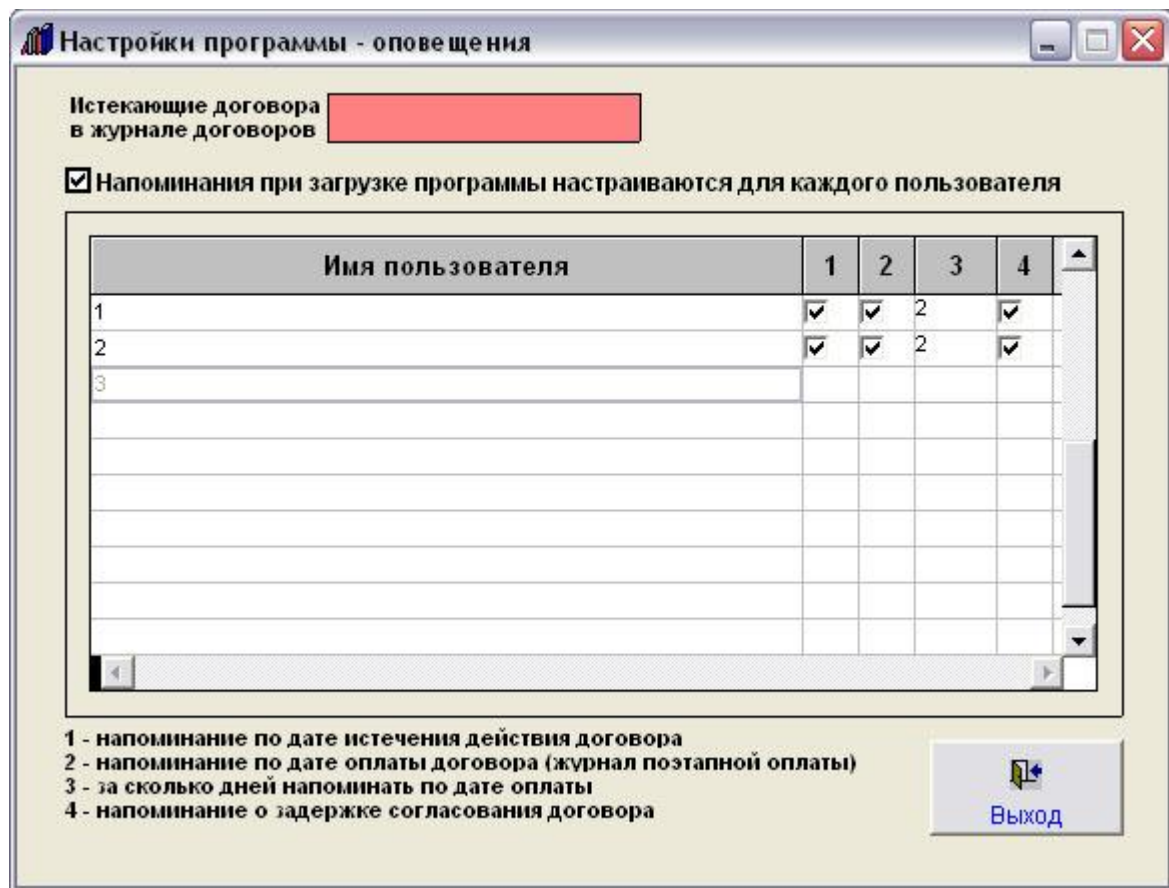 Настройки программы - оповещения
Истекающие договора
в журнале договоров
Напоминания при загрузке программы настраиваются для каждого пользователя
Имя пользователя 1 2 3 4
1 2
2 2
3
1 - напоминание по дате истечения действия договора
2 - напоминание по дате оплаты договора (журнал поэтапной оплаты)
3 - за сколько дней напоминать по дате оплаты
4 - напоминание о задержке согласования договора
Выход